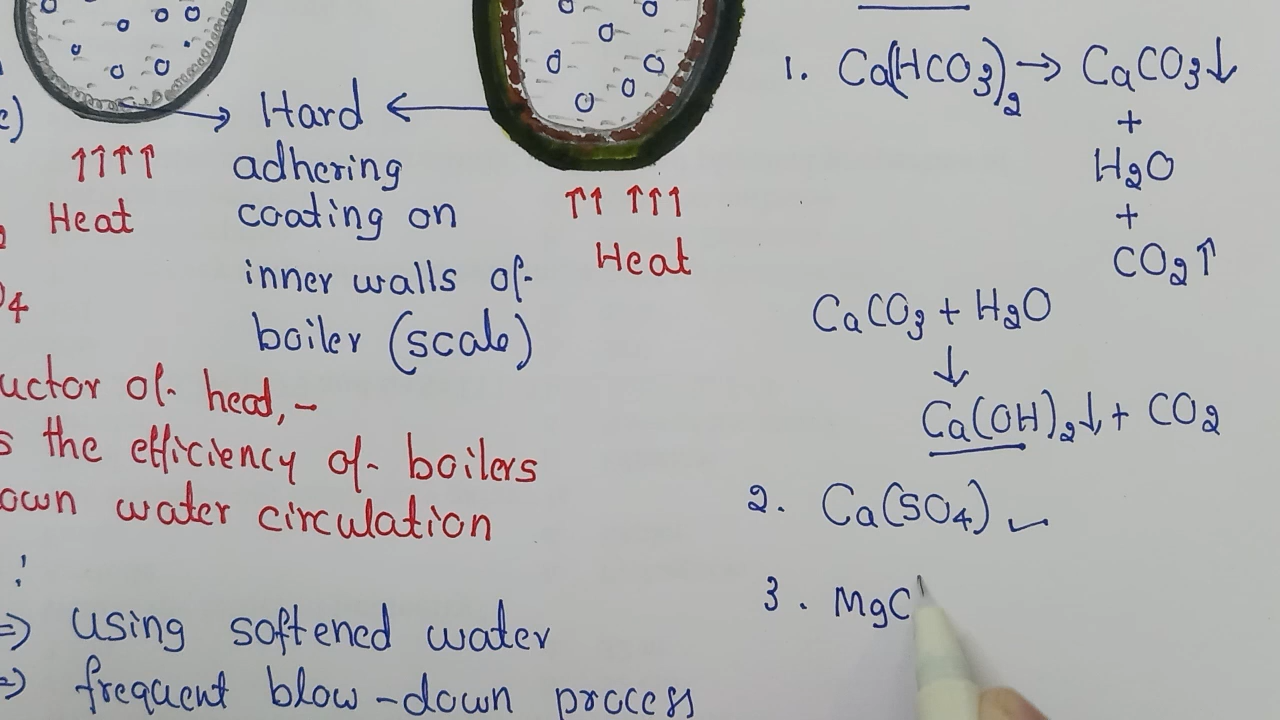 c)
↑↑↑↑
Heat
Hard
adhering
coating on
inner walls of
boiler (scale)
↑↑ ↑↑↑
Heat
4
uctor of head,-
s the efficiency of boilers
own water circulation
:
⇒ using softened water
⇒ frequent blow-down process
1. Ca(HCO3)2 → CaCO3↓
+
H2O
+
CO2↑
CaCO3 + H2O
↓
Ca(OH)2↓ + CO2
2. Ca(SO4) ✓
3. MgC